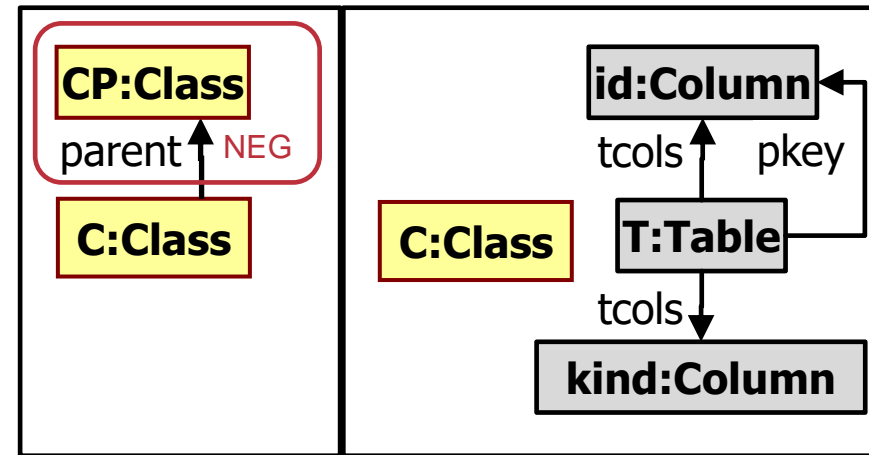 CP:Class
parent NEG
C:Class
id:Column
tcols pkey
C:Class T:Table
tcols
kind:Column